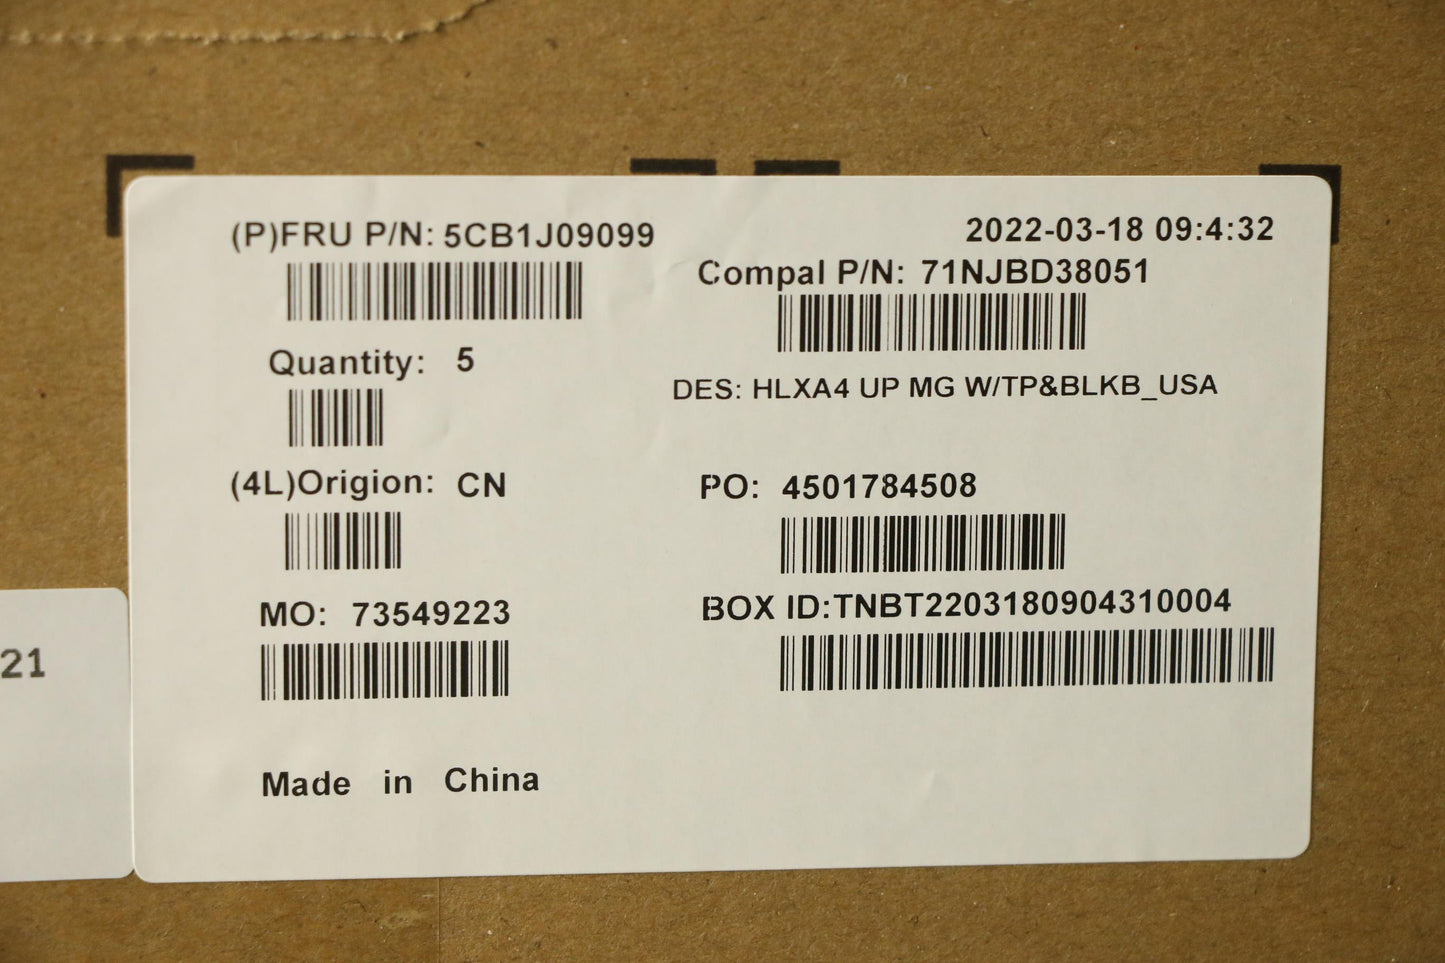 (P)FRU P/N: 5CB1J09099
2022-03-18 09:4:32
Compal P/N: 71NJBD38051
Quantity: 5
DES: HLXA4 UP MG W/TP&BLKB_USA
(4L)Origion: CN
PO: 4501784508
MO: 73549223
BOX ID:TNBT2203180904310004
21
Made in China